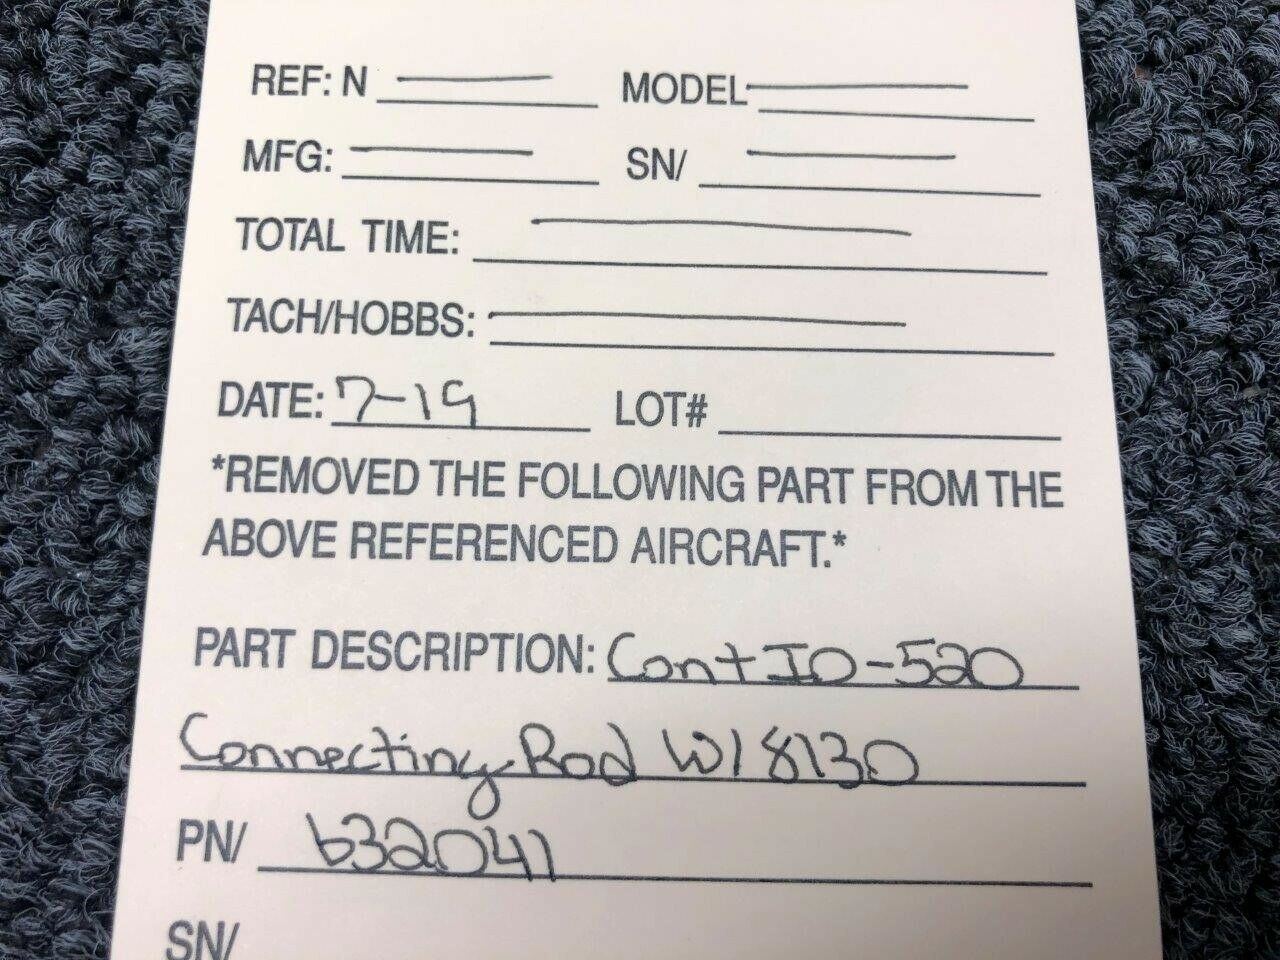 REF: N MODEL
MFG: SN/
TOTAL TIME:
TACH/HOBBS:
DATE: 7-19 LOT#
*REMOVED THE FOLLOWING PART FROM THE
ABOVE REFERENCED AIRCRAFT.*
PART DESCRIPTION: Cont IO-520
Connecting Rod W/ 8130
PN/ 632041
SN/